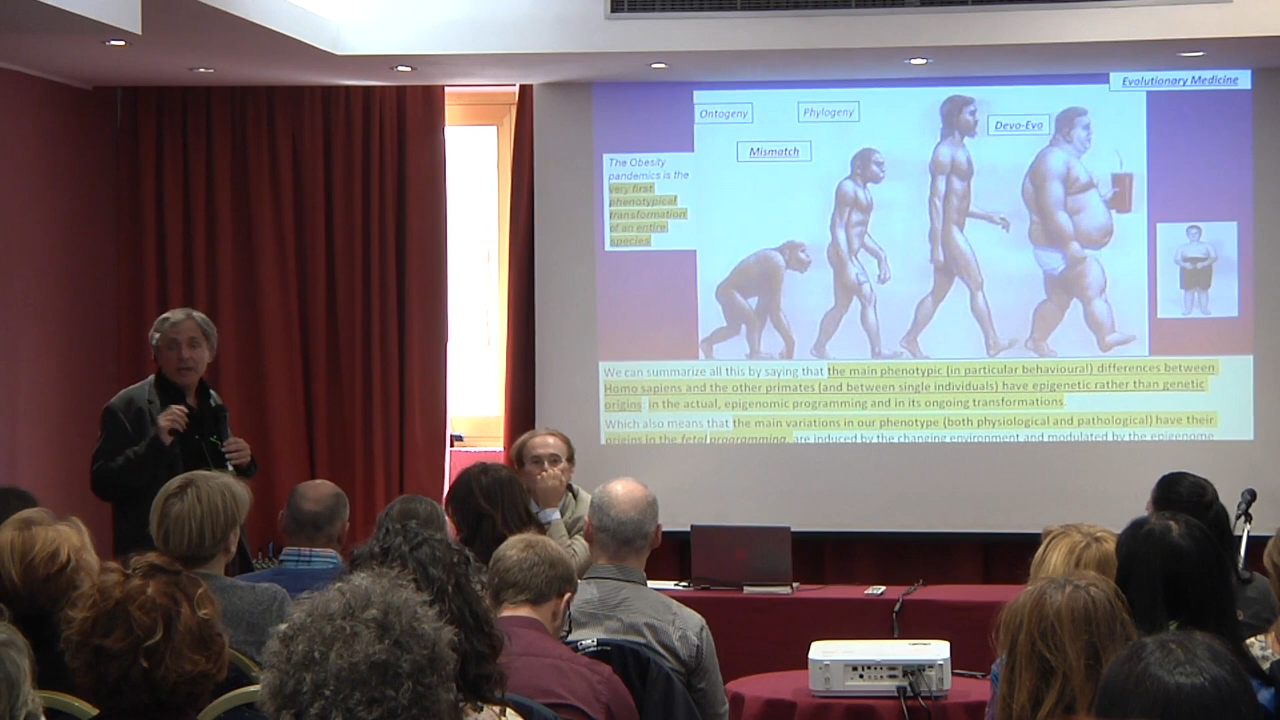 Evolutionary Medicine
Ontogeny
Phylogeny
Devo-Evo
Mismatch
The Obesity
pandemics is the
very first
phenotypical
transformation
of an entire
species
We can summarize all this by saying that the main phenotypic (in particular behavioural) differences between
Homo sapiens and the other primates (and between single individuals) have epigenetic rather than genetic
origins: in the actual, epigenomic programming and in its ongoing transformations.
Which also means that the main variations in our phenotype (both physiological and pathological) have their
origins in the fetal programming, are induced by the changing environment and modulated by the epigenome